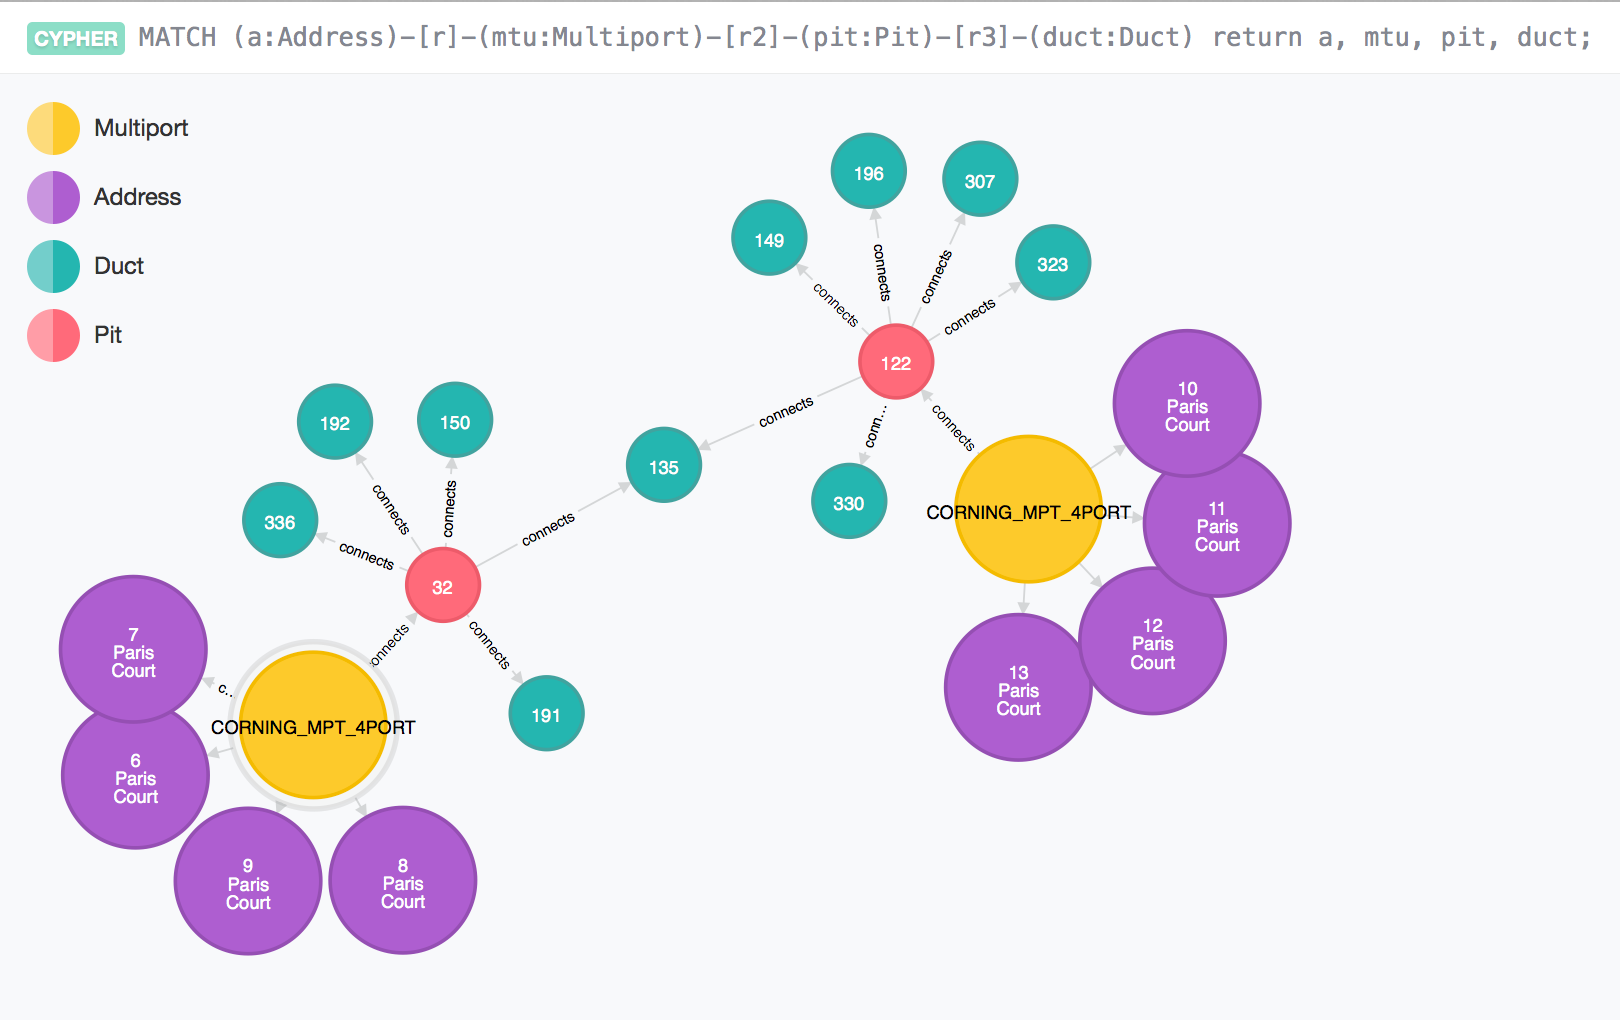 CYPHER MATCH (a:Address)-[r]-(mtu:Multiport)-[r2]-(pit:Pit)-[r3]-(duct:Duct) return a, mtu, pit, duct;
Multiport
Address
Duct
Pit
196
307
149
323
connects
connects
connects
connects
122
connects
conn...
connects
10
Paris
Court
192
150
135
330
CORNING_MPT_4PORT
11
Paris
Court
336
connects
connects
connects
connects
32
connects
191
12
Paris
Court
13
Paris
Court
7
Paris
Court
c..
CORNING_MPT_4PORT
6
Paris
Court
9
Paris
Court
8
Paris
Court